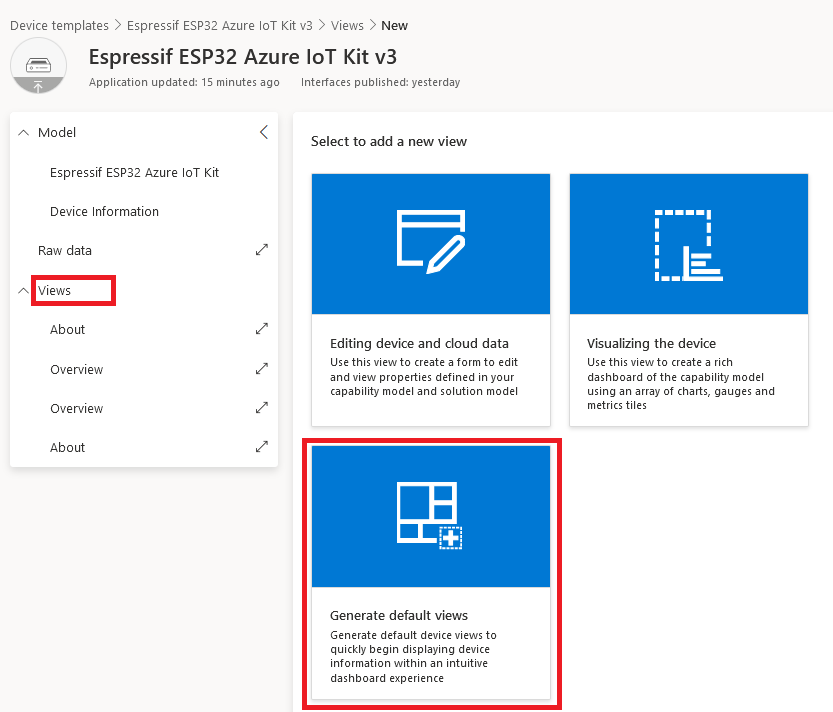 Device templates > Espressif ESP32 Azure IoT Kit v3 > Views > New
Espressif ESP32 Azure IoT Kit v3
Application updated: 15 minutes ago Interfaces published: yesterday
Model
Espressif ESP32 Azure IoT Kit
Device Information
Raw data
Views
About
Overview
Overview
About
Select to add a new view
Editing device and cloud data
Use this view to create a form to edit
and view properties defined in your
capability model and solution model
Visualizing the device
Use this view to create a rich
dashboard of the capability model
using an array of charts, gauges and
metrics tiles
Generate default views
Generate default device views to
quickly begin displaying device
information within an intuitive
dashboard experience